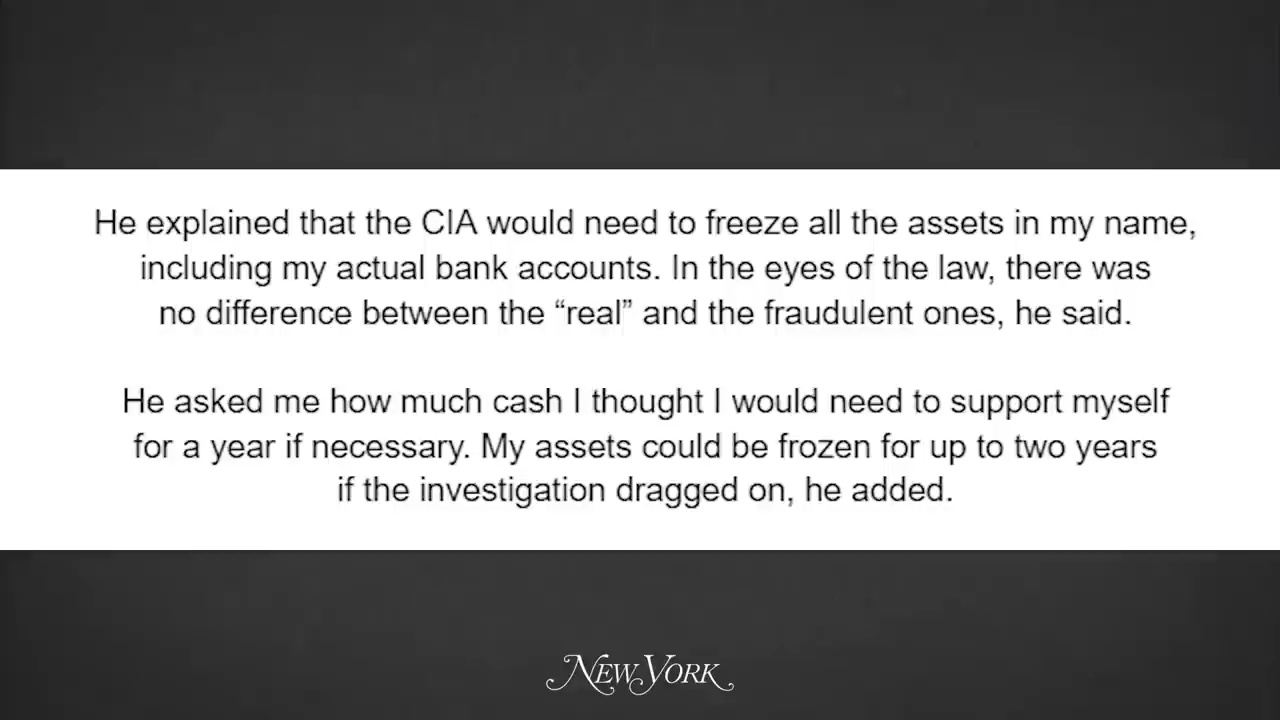 He explained that the CIA would need to freeze all the assets in my name,
including my actual bank accounts. In the eyes of the law, there was
no difference between the “real” and the fraudulent ones, he said.
He asked me how much cash I thought I would need to support myself
for a year if necessary. My assets could be frozen for up to two years
if the investigation dragged on, he added.
NEW YORK